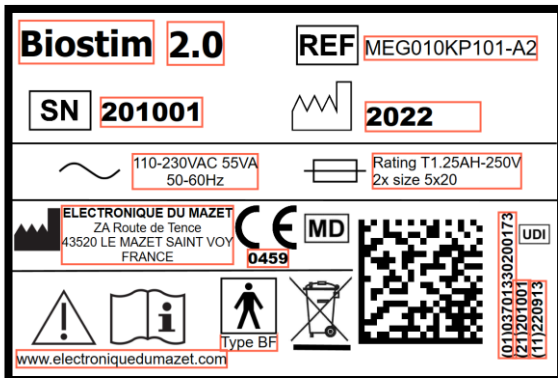 Biostim 2.0
REF MEG010KP101-A2
SN 201001
2022
110-230VAC 55VA
50-60Hz
Rating T1.25AH-250V
2x size 5x20
ELECTRONIQUE DU MAZET
ZA Route de Tence
43520 LE MAZET SAINT VOY
FRANCE
CE
0459
MD
UDI
(01)03701330200173
(21)201001
(11)220913
Type BF
www.electroniquedumazet.com